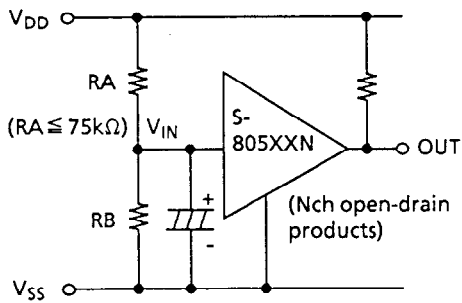 VDD
RA
(RA≦75kΩ) VIN
S-
805XXN
OUT
RB
+
-
(Nch open-drain
products)
VSS